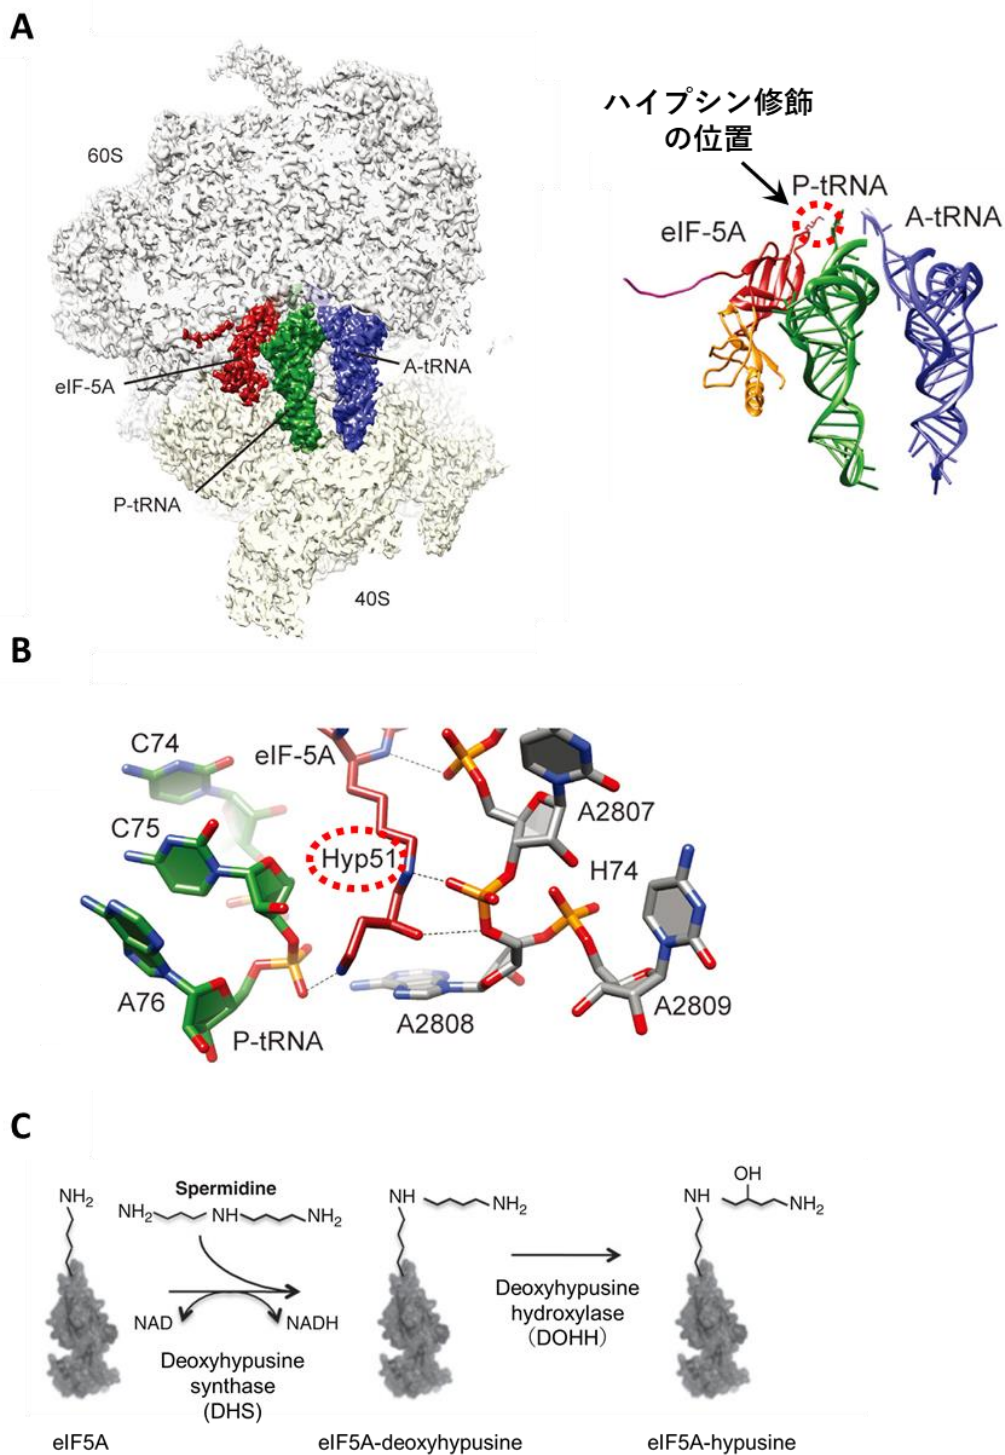 A
60S
eIF-5A
A-tRNA
P-tRNA
40S
ハイプシン修飾
の位置
P-tRNA
A-tRNA
eIF-5A
B
C74
eIF-5A
A2807
C75
Hyp51
H74
A76
A2808
A2809
P-tRNA
C
NH2
Spermidine
NH2 NH NH2
NAD NADH
Deoxyhypusine
synthase
(DHS)
eIF5A
NH NH2
Deoxyhypusine
hydroxylase
(DOHH)
eIF5A-deoxyhypusine
OH
NH NH2
eIF5A-hypusine